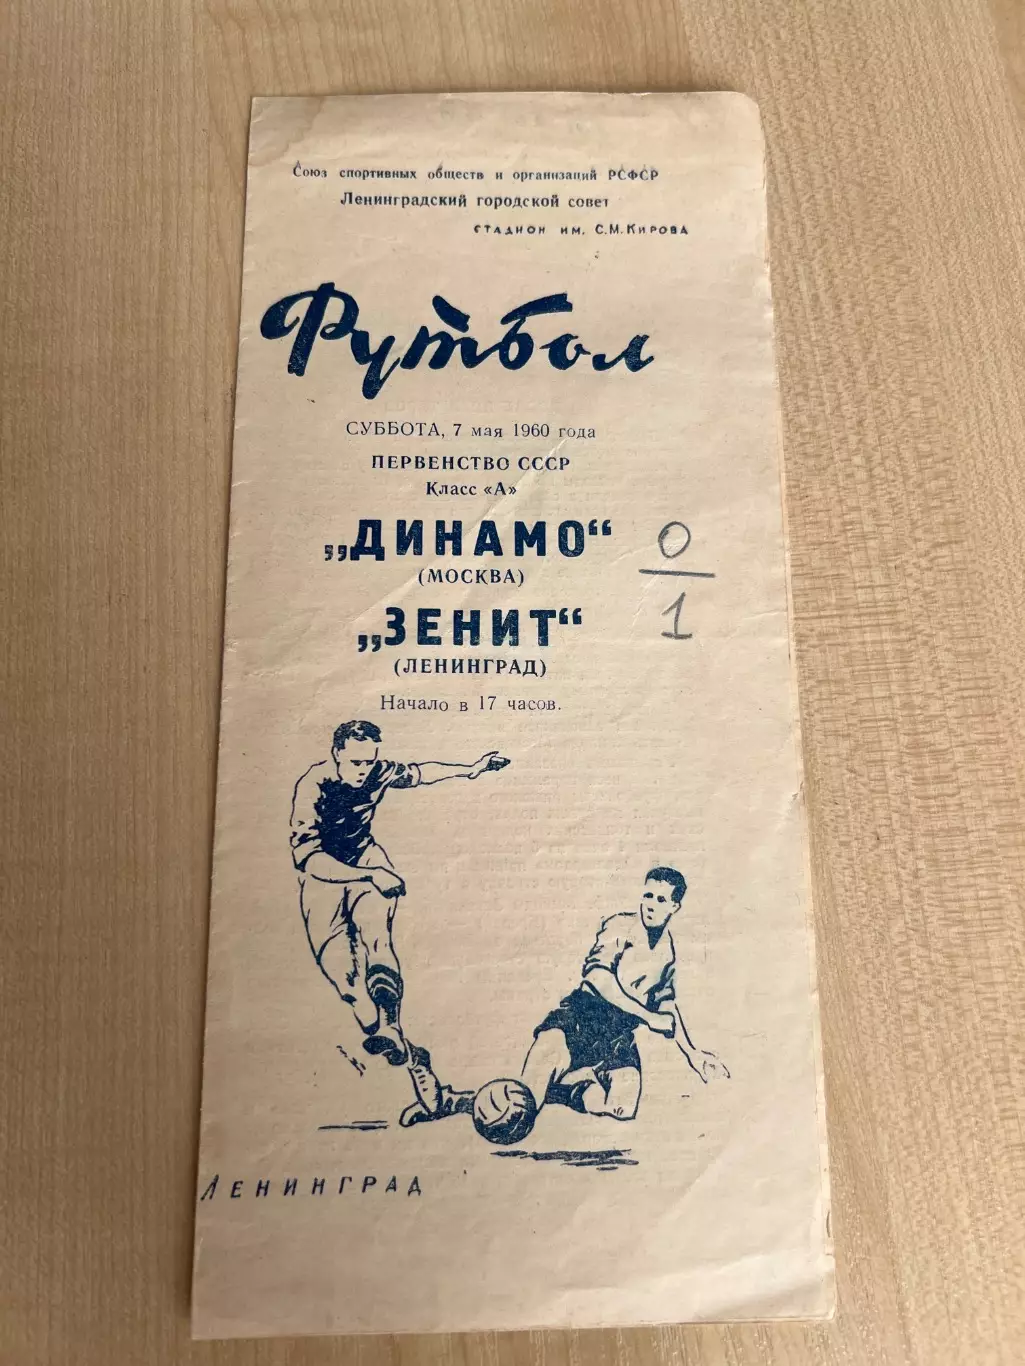 Союз спортивных обществ и организаций РСФСР
Ленинградский городской совет
СТАДИОН ИМ. С.М.КИРОВА
Футбол
СУББОТА, 7 мая 1960 года
ПЕРВЕНСТВО СССР
Класс «А»
„ДИНАМО“ 0
(МОСКВА)
„ЗЕНИТ“ 1
(ЛЕНИНГРАД)
Начало в 17 часов.
ЛЕНИНГРАД